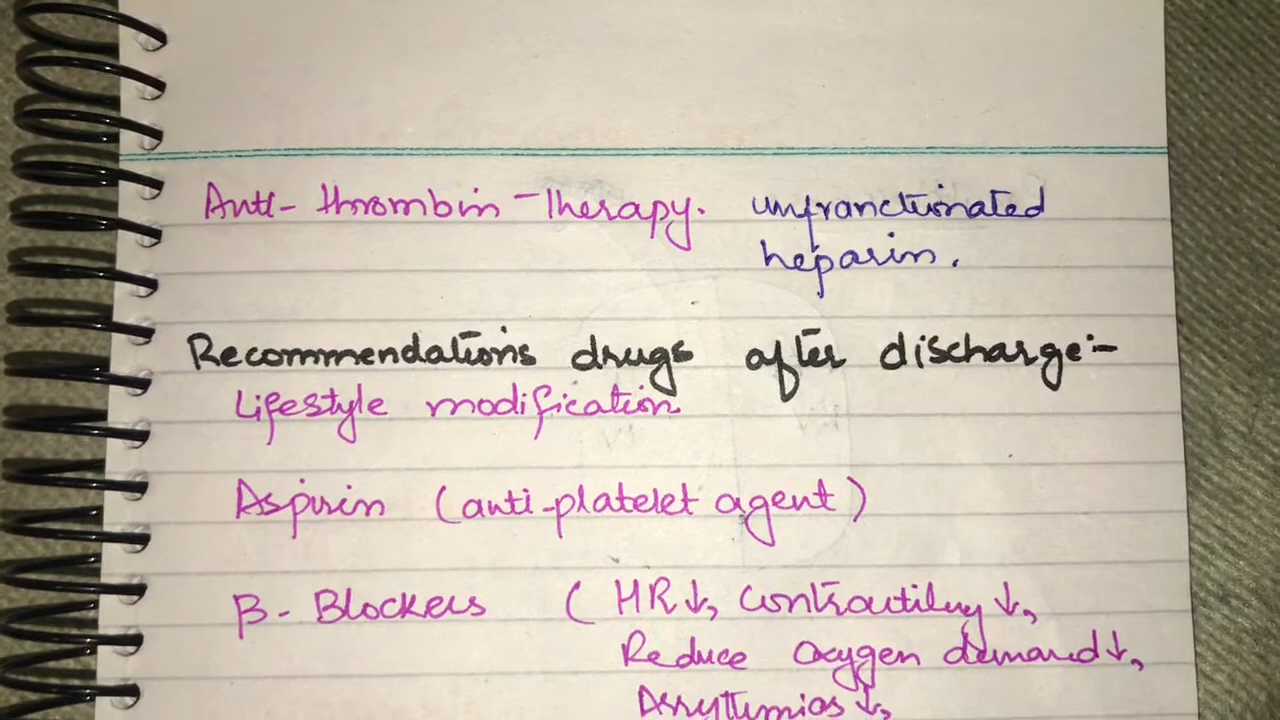 Anti-thrombin-Therapy. unfranctionated
heparin.
Recommendations drugs after discharge:-
Lifestyle modification
Aspirin (anti-platelet agent)
β-Blockers (HR↓, Contractility↓,
Reduce oxygen demand↓,
Arrythmias↓,